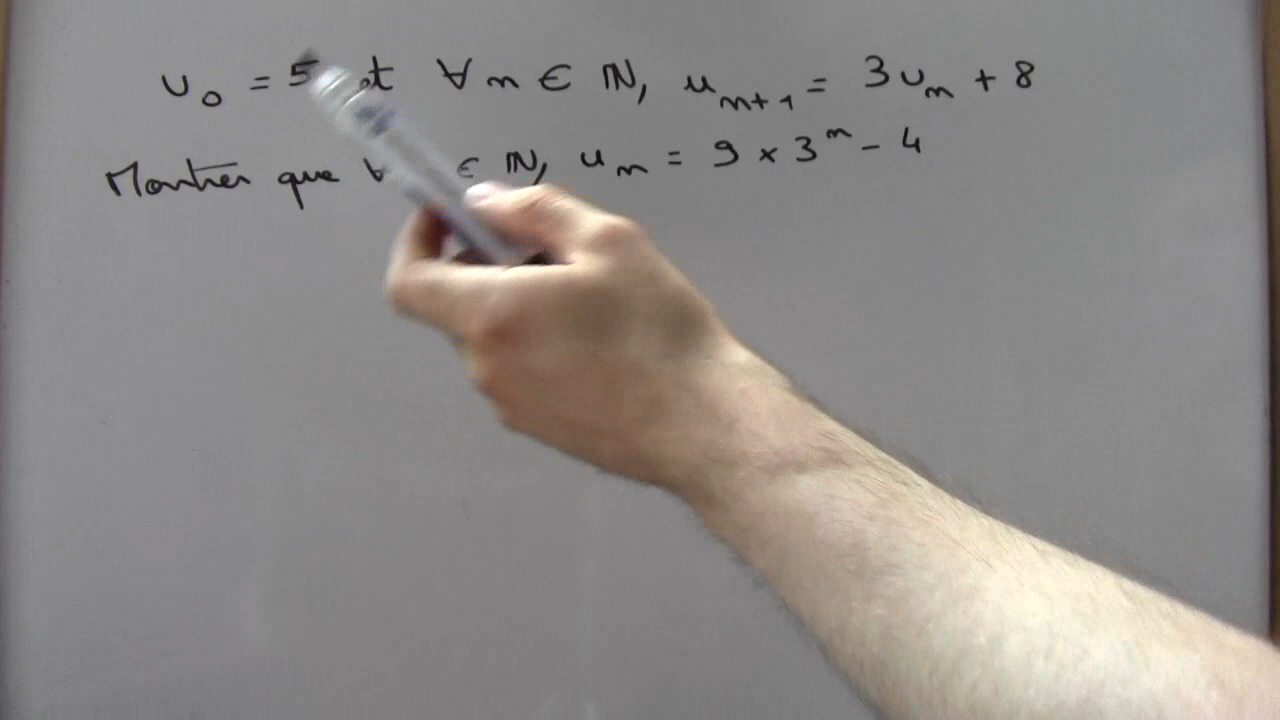 u₀ = 5 et ∀ n ∈ ℕ, uₙ₊₁ = 3uₙ + 8
Montrer que ∀ ∈ ℕ, uₙ = 9 × 3ⁿ - 4